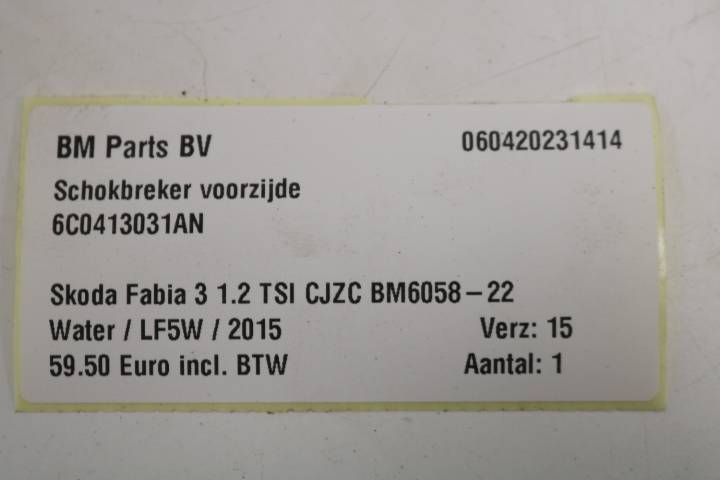 BM Parts BV 060420231414
Schokbreker voorzijde
6C0413031AN
Skoda Fabia 3 1.2 TSI CJZC BM6058-22
Water / LF5W / 2015 Verz: 15
59.50 Euro incl. BTW Aantal: 1